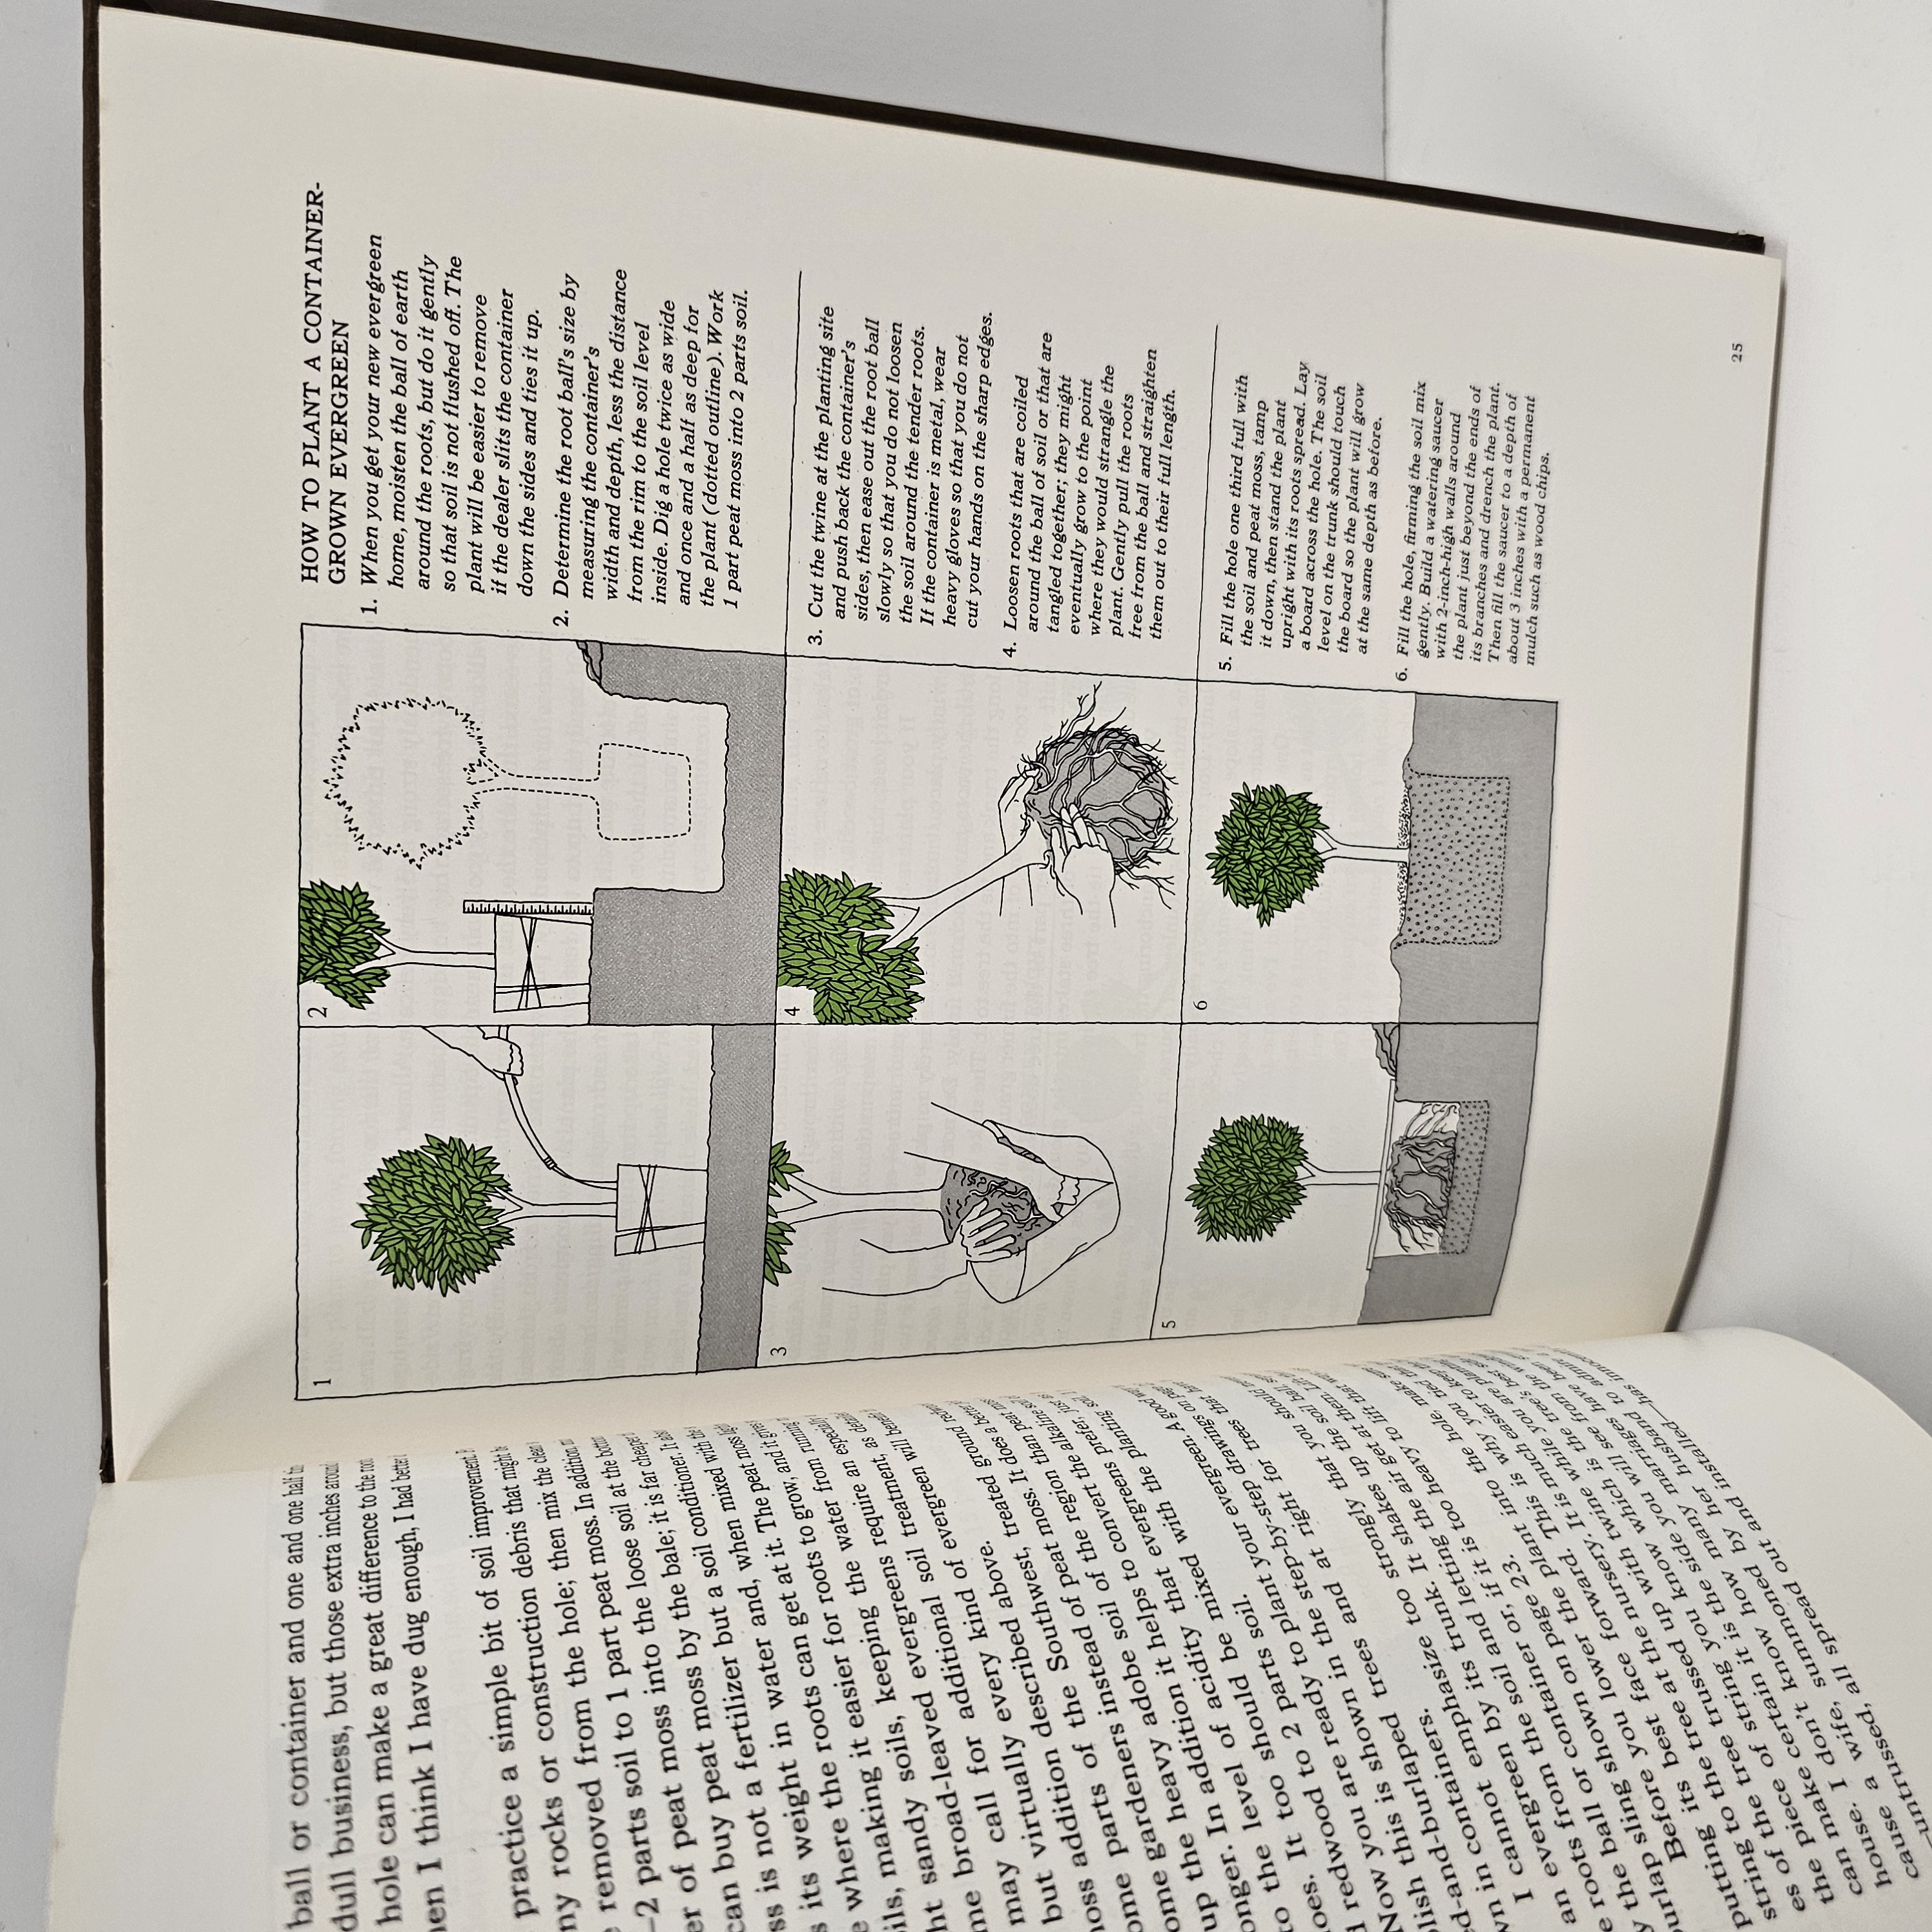 ball or container and one and one half
dull business, but those extra inches around
hole can make a great difference to the root
I think I have dug enough, I had better
practice a simple bit of soil improvement.
rocks or construction debris that might be
removed from the hole; then mix the clean
2 parts soil to 1 part peat moss. In addition,
of peat moss into the loose soil at the bottom
can buy peat moss by the bale; it is far cheaper
is not a fertilizer but a soil conditioner. It
its weight in water and, when mixed with the
where the roots can get at it. The peat moss
making it easier for roots to grow, and it gives
sandy soils, keeping the water from running
broad-leaved evergreens require an especially
may call for additional soil treatment, as
but virtually every kind of evergreen will benefit
addition described above.
parts of the Southwest, treated ground
gardeners instead of peat moss. It does a better
up the heavy adobe soil of the region than peat
In addition it helps to convert the alkaline soil
to the level of acidity that evergreens prefer, just
It too should be mixed with the planting soil,
redwood to 2 parts soil.
Now you are ready to plant your evergreen. A good
this is shown in the step-by-step drawings on
trees and at right for trees that
in containers.
I cannot emphasize too strongly that you should
an evergreen by its trunk. It shakes up the soil ball,
roots from the soil and letting the air get at them. Lift
the ball or container or, if it is too heavy to lift that
sling shown on page 23.
Before you lower the plant into the hole, make
putting its best face forward. This is why you tied
string to the tree at the nursery. It is much easier to keep the
of the tree trussed up with twine while you are planting
the piece of string you know which is the tree's best
can make certain it is the side you will see from the
house. I don't know how many marriages have been
cause a wife, summoned by her husband to admire a
—untrussed, all spread out and installed—has
1
2
3
4
5
6
HOW TO PLANT A CONTAINER-
GROWN EVERGREEN
1. When you get your new evergreen
home, moisten the ball of earth
around the roots, but do it gently
so that soil is not flushed off. The
plant will be easier to remove
if the dealer slits the container
down the sides and ties it up.
2. Determine the root ball's size by
measuring the container's
width and depth, less the distance
from the rim to the soil level
inside. Dig a hole twice as wide
and once and a half as deep for
the plant (dotted outline). Work
1 part peat moss into 2 parts soil.
3. Cut the twine at the planting site
and push back the container's
sides, then ease out the root ball
slowly so that you do not loosen
the soil around the tender roots.
If the container is metal, wear
heavy gloves so that you do not
cut your hands on the sharp edges.
4. Loosen roots that are coiled
around the ball of soil or that are
tangled together; they might
eventually grow to the point
where they would strangle the
plant. Gently pull the roots
free from the ball and straighten
them out to their full length.
5. Fill the hole one third full with
the soil and peat moss, tamp
it down, then stand the plant
upright with its roots spread. Lay
a board across the hole. The soil
level on the trunk should touch
the board so the plant will grow
at the same depth as before.
6. Fill the hole, firming the soil mix
gently. Build a watering saucer
with 2-inch-high walls around
the plant just beyond the ends of
its branches and drench the plant.
Then fill the saucer to a depth of
about 3 inches with a permanent
mulch such as wood chips.
25